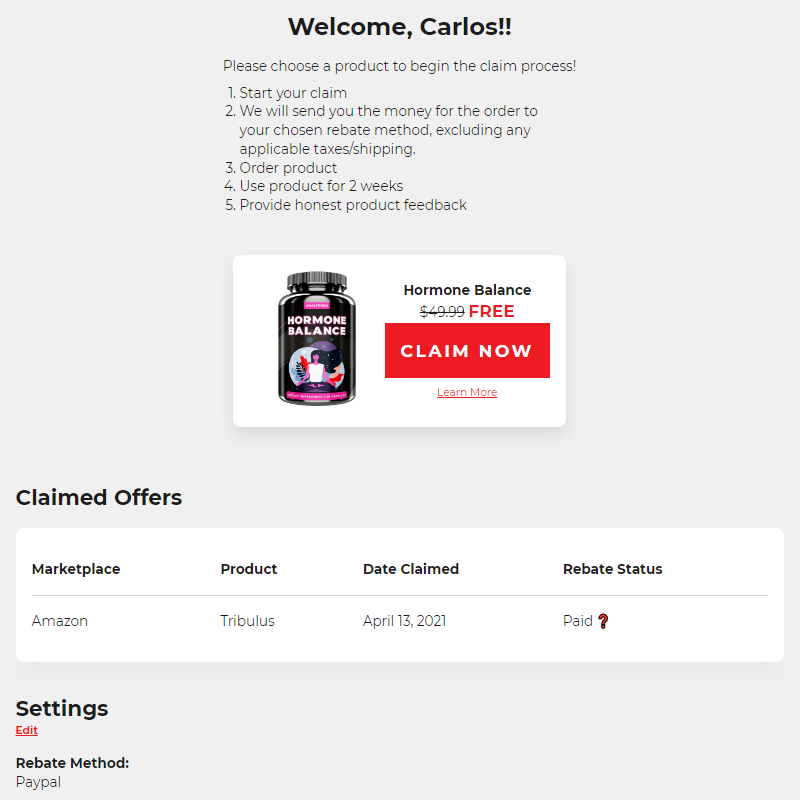 Welcome, Carlos!!
Please choose a product to begin the claim process!
1. Start your claim
2. We will send you the money for the order to
your chosen rebate method, excluding any
applicable taxes/shipping.
3. Order product
4. Use product for 2 weeks
5. Provide honest product feedback
HORMONE
BALANCE
Hormone Balance
$49.99 FREE
CLAIM NOW
Learn More
Claimed Offers
Marketplace Product Date Claimed Rebate Status
Amazon Tribulus April 13, 2021 Paid ?
Settings
Edit
Rebate Method:
Paypal